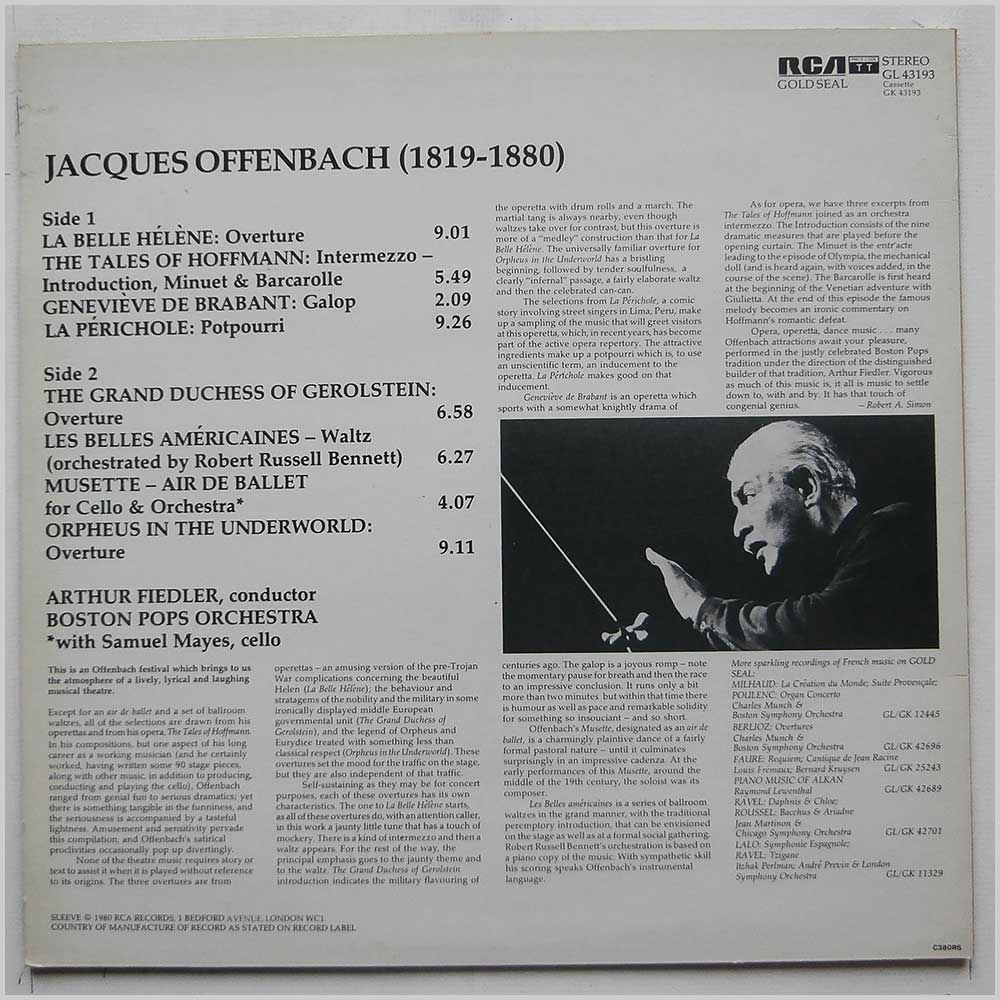 RCA TT STEREO
GOLD SEAL GL 43193
Cassette
GK 43193
JACQUES OFFENBACH (1819-1880)
Side 1
LA BELLE HÉLÈNE: Overture 9.01
THE TALES OF HOFFMANN: Intermezzo –
Introduction, Minuet & Barcarolle 5.49
GENEVIÈVE DE BRABANT: Galop 2.09
LA PÉRICHOLE: Potpourri 9.26
Side 2
THE GRAND DUCHESS OF GEROLSTEIN:
Overture 6.58
LES BELLES AMÉRICAINES – Waltz
(orchestrated by Robert Russell Bennett) 6.27
MUSETTE – AIR DE BALLET
for Cello & Orchestra* 4.07
ORPHEUS IN THE UNDERWORLD:
Overture 9.11
ARTHUR FIEDLER, conductor
BOSTON POPS ORCHESTRA
*with Samuel Mayes, cello
This is an Offenbach festival which brings to us
the atmosphere of a lively, lyrical and laughing
musical theatre.
Except for an air de ballet and a set of ballroom
waltzes, all of the selections are drawn from his
operettas and from his opera, The Tales of Hoffmann.
In his compositions, but one aspect of his long
career as a working musician (and he certainly
worked, having written some 90 stage pieces,
along with other music, in addition to producing,
conducting and playing the cello), Offenbach
ranged from genial fun to serious dramatics; yet
there is something tangible in the funniness, and
the seriousness is accompanied by a tasteful
lightness. Amusement and sensitivity pervade
this compilation, and Offenbach's satirical
proclivities occasionally pop up divertingly.
None of the theatre music requires story or
text to assist it when it is played without reference
to its origins. The three overtures are from
operettas – an amusing version of the pre-Trojan
War complications concerning the beautiful
Helen (La Belle Hélène); the behaviour and
stratagems of the nobility and the military in some
ironically displayed middle European
governmental unit (The Grand Duchess of
Gerolstein), and the legend of Orpheus and
Eurydice treated with something less than
classical respect (Orpheus in the Underworld). These
overtures set the mood for the traffic on the stage,
but they are also independent of that traffic.
Self-sustaining as they may be for concert
purposes, each of these overtures has its own
characteristics. The one to La Belle Hélène starts,
as all of these overtures do, with an attention caller,
in this work a jaunty little tune that has a touch of
mockery. There is a kind of intermezzo and then a
waltz appears. For the rest of the way, the
principal emphasis goes to the jaunty theme and
to the waltz. The Grand Duchess of Gerolstein
introduction indicates the military flavouring of
the operetta with drum rolls and a march. The
martial tang is always nearby, even though
waltzes take over for contrast, but this overture is
more of a "medley" construction than that for La
Belle Hélène. The universally familiar overture for
Orpheus in the Underworld has a bristling
beginning, followed by tender soulfulness, a
clearly "infernal" passage, a fairly elaborate waltz
and then the celebrated can-can.
The selections from La Périchole, a comic
story involving street singers in Lima, Peru, make
up a sampling of the music that will greet visitors
at this operetta, which, in recent years, has become
part of the active opera repertory. The attractive
ingredients make up a potpourri which is, to use
an unscientific term, an inducement to the
operetta. La Périchole makes good on that
inducement.
Geneviève de Brabant is an operetta which
sports with a somewhat knightly drama of
centuries ago. The galop is a joyous romp – note
the momentary pause for breath and then the race
to an impressive conclusion. It runs only a bit
more than two minutes but within that time there
is humour as well as pace and remarkable solidity
for something so insouciant – and so short.
Offenbach's Musette, designated as an air de
ballet, is a charmingly plaintive dance of a fairly
formal pastoral nature – until it culminates
surprisingly in an impressive cadenza. At the
early performances of this Musette, around the
middle of the 19th century, the soloist was its
composer.
Les Belles américaines is a series of ballroom
waltzes in the grand manner, with the traditional
peremptory introduction, that can be envisioned
on the stage as well as at a formal social gathering.
Robert Russell Bennett's orchestration is based on
a piano copy of the music. With sympathetic skill
his scoring speaks Offenbach's instrumental
language.
As for opera, we have three excerpts from
The Tales of Hoffmann joined as an orchestra
intermezzo. The Introduction consists of the nine
dramatic measures that are played before the
opening curtain. The Minuet is the entr'acte
leading to the episode of Olympia, the mechanical
doll (and is heard again, with voices added, in the
course of the scene). The Barcarolle is first heard
at the beginning of the Venetian adventure with
Giulietta. At the end of this episode the famous
melody becomes an ironic commentary on
Hoffmann's romantic defeat.
Opera, operetta, dance music . . . many
Offenbach attractions await your pleasure,
performed in the justly celebrated Boston Pops
tradition under the direction of the distinguished
builder of that tradition, Arthur Fiedler. Vigorous
as much of this music is, it all is music to settle
down to, with and by. It has that touch of
congenial genius. – Robert A. Simon
More sparkling recordings of French music on GOLD
SEAL:
MILHAUD: La Création du Monde; Suite Provençale;
POULENC: Organ Concerto
Charles Munch &
Boston Symphony Orchestra GL/GK 12445
BERLIOZ: Overtures
Charles Munch &
Boston Symphony Orchestra GL/GK 42696
FAURE: Requiem; Cantique de Jean Racine
Louis Frémaux; Bernard Kruysen GL/GK 25243
PIANO MUSIC OF ALKAN
Raymond Lewenthal GL/GK 42689
RAVEL: Daphnis & Chloe;
ROUSSEL: Bacchus & Ariadne
Jean Martinon &
Chicago Symphony Orchestra GL/GK 42701
LALO: Symphonie Espagnole;
RAVEL: Tzigane
Itzhak Perlman; André Previn & London
Symphony Orchestra GL/GK 11329
SLEEVE © 1980 RCA RECORDS, 1 BEDFORD AVENUE, LONDON WC1
COUNTRY OF MANUFACTURE OF RECORD AS STATED ON RECORD LABEL
C380RS